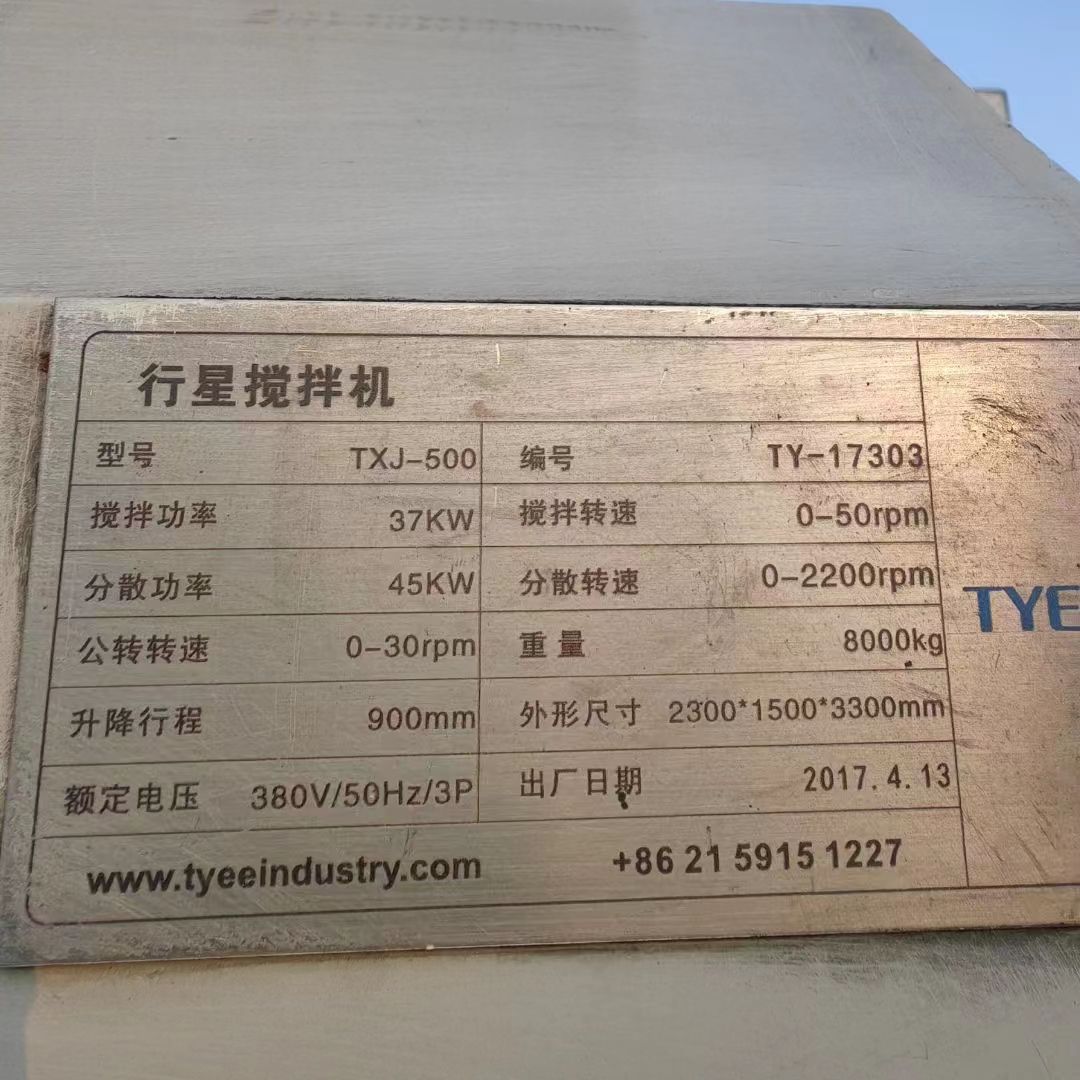 行星搅拌机
型号 TXJ-500 编号 TY-17303
搅拌功率 37KW 搅拌转速 0-50rpm
分散功率 45KW 分散转速 0-2200rpm
公转转速 0-30rpm 重量 8000kg
TYE
升降行程 900mm 外形尺寸 2300*1500*3300mm
额定电压 380V/50Hz/3P 出厂日期 2017.4.13
www.tyeeindustry.com +86 21 5915 1227